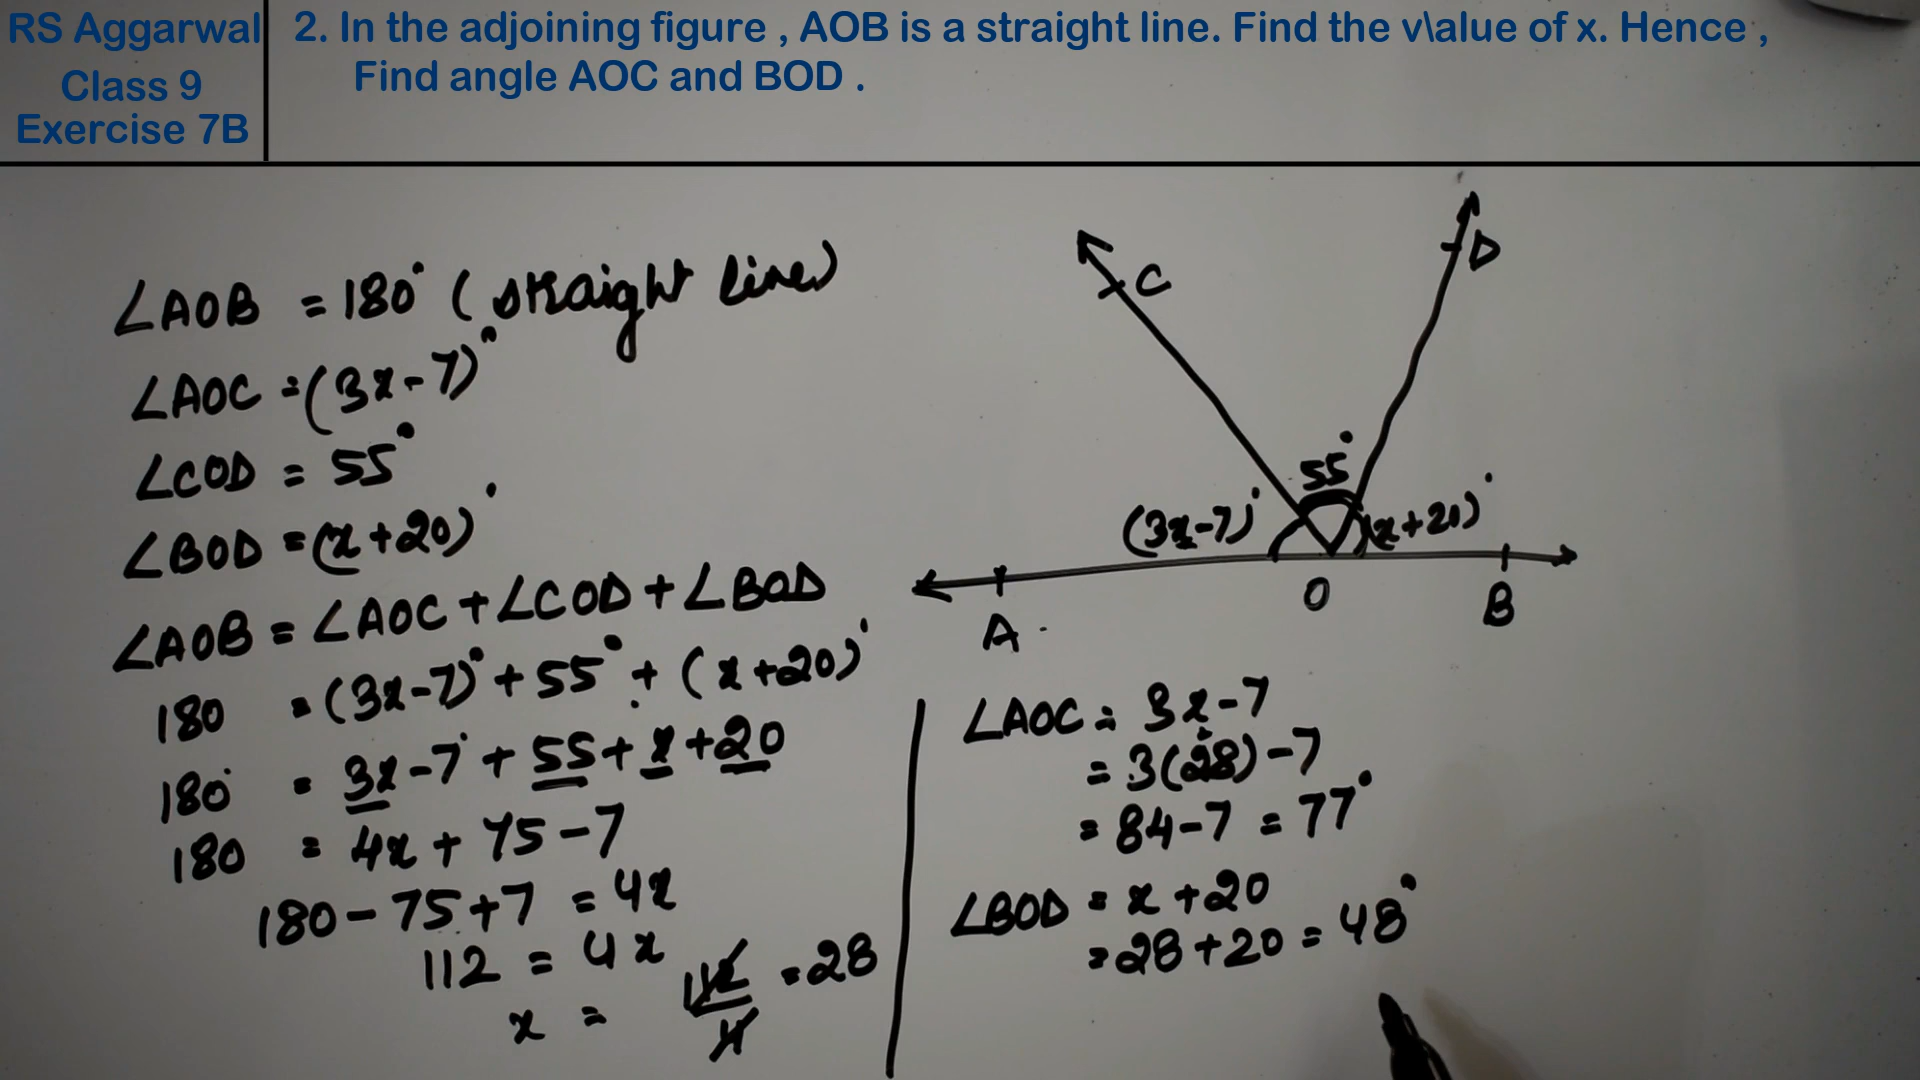 RS Aggarwal
Class 9
Exercise 7B
2. In the adjoining figure , AOB is a straight line. Find the v\alue of x. Hence ,
Find angle AOC and BOD .
∠AOB = 180° (straight line)
∠AOC = (3x-7)°
∠COD = 55°
∠BOD = (x+20)°
∠AOB = ∠AOC + ∠COD + ∠BOD
180 = (3x-7)° + 55° + (x+20)°
180° = 3x-7° + 55 + x + 20
180 = 4x + 75 - 7
180 - 75 + 7 = 4x
112 = 4x
x = 112/4 = 28
C
D
55°
(3x-7)°
(x+20)°
A
O
B
∠AOC = 3x-7
= 3(28)-7
= 84-7 = 77°
∠BOD = x+20
= 28+20 = 48°